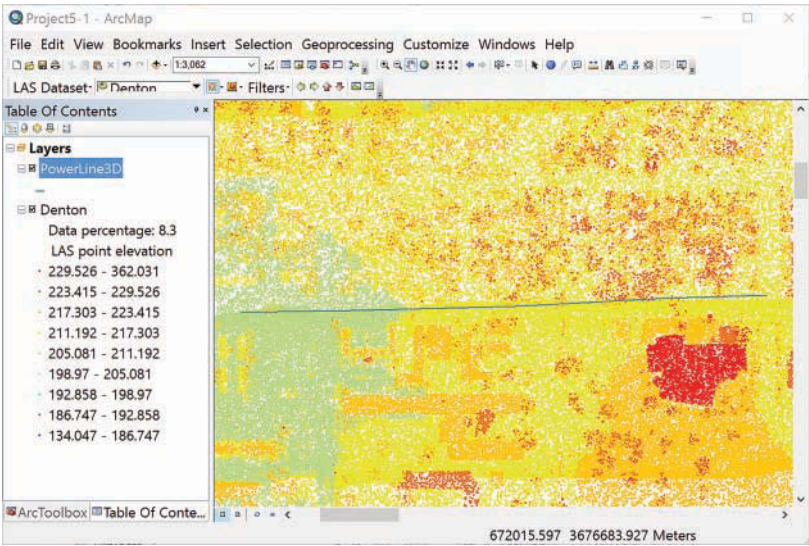 Project5-1 - ArcMap
File Edit View Bookmarks Insert Selection Geoprocessing Customize Windows Help
1:3,062
LAS Dataset Denton Filters
Table Of Contents
Layers
PowerLine3D
Denton
Data percentage: 8.3
LAS point elevation
229.526 - 362.031
223.415 - 229.526
217.303 - 223.415
211.192 - 217.303
205.081 - 211.192
198.97 - 205.081
192.858 - 198.97
186.747 - 192.858
134.047 - 186.747
ArcToolbox Table Of Conte...
672015.597 3676683.927 Meters